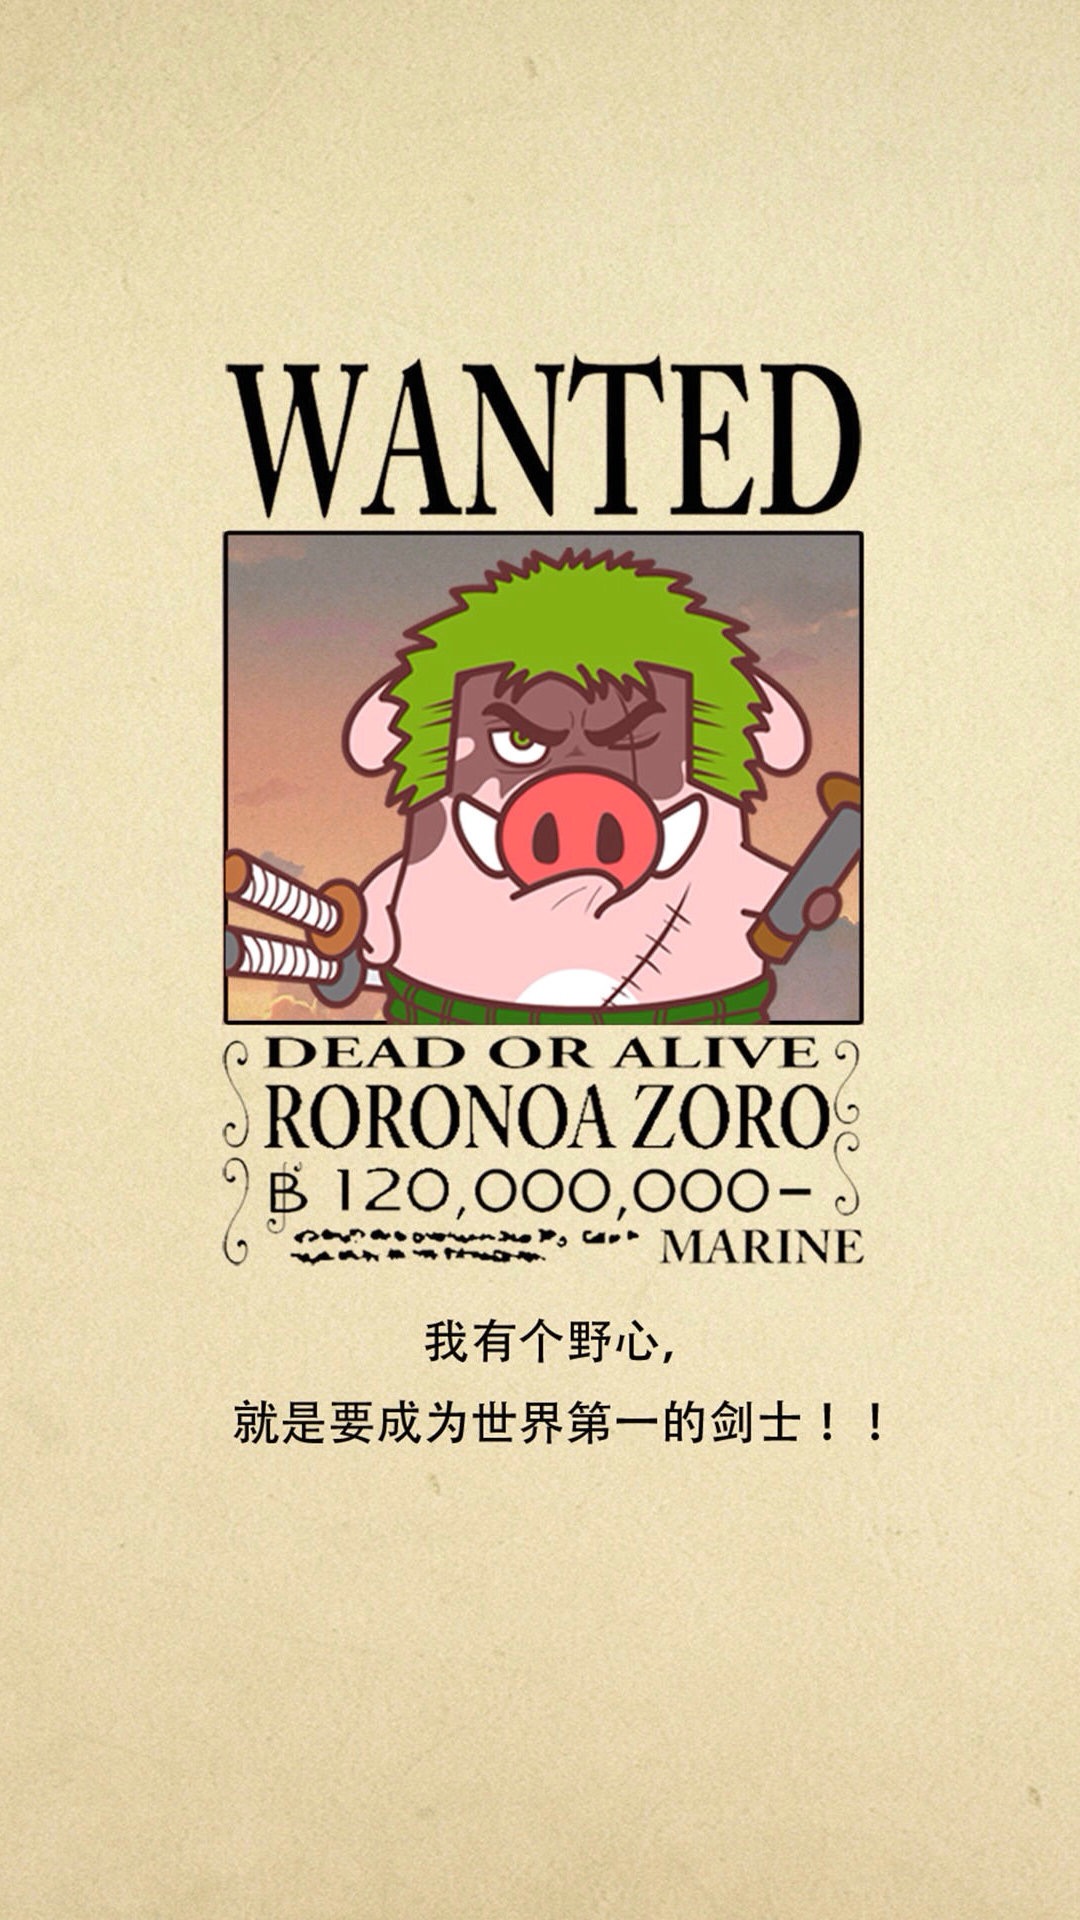 WANTED
DEAD OR ALIVE
RORONOA ZORO
฿ 120,000,000-
MARINE
我有个野心,
就是要成为世界第一的剑士！！